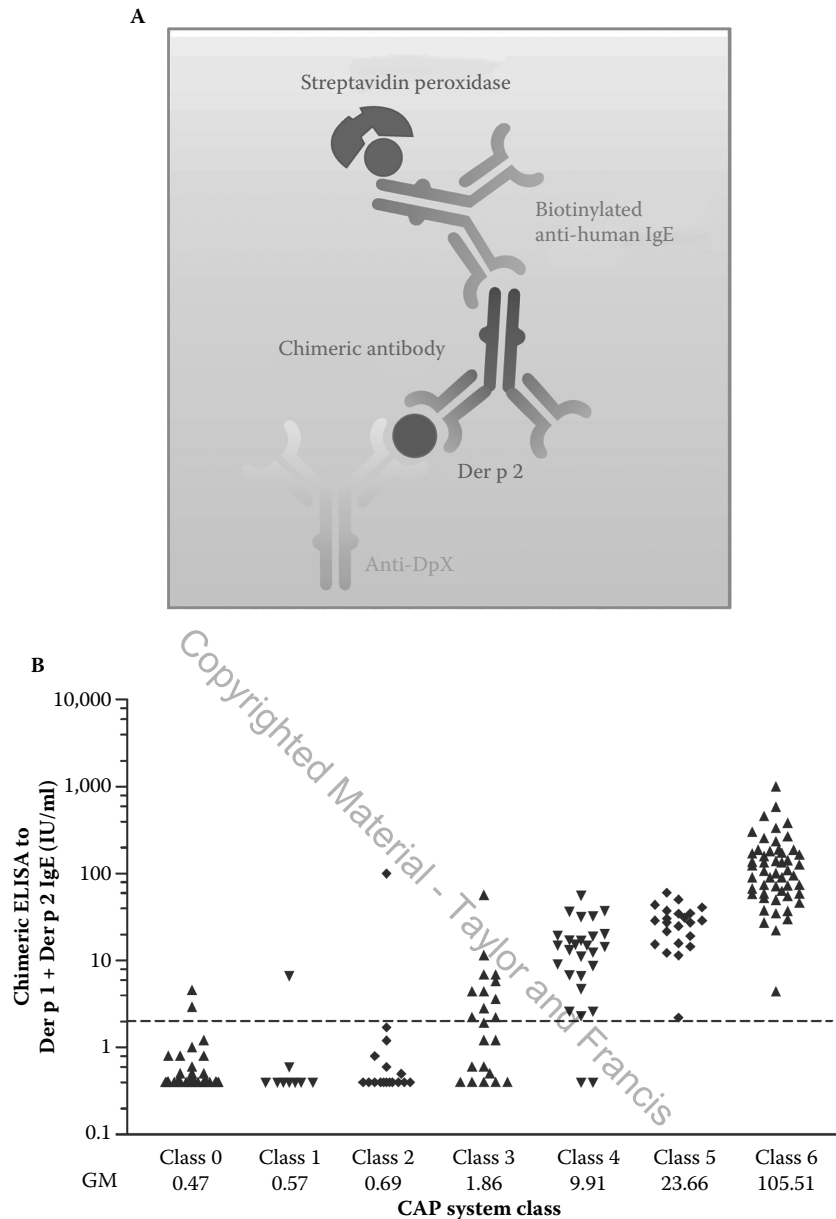 A
Streptavidin peroxidase
Biotinylated
anti-human IgE
Chimeric antibody
Der p 2
Anti-DpX
Copyrighted Material - Taylor and Francis
B
Chimeric ELISA to
Der p 1 + Der p 2 IgE (IU/ml)
10,000
1,000
100
10
1
0.1
Class 0 Class 1 Class 2 Class 3 Class 4 Class 5 Class 6
GM 0.47 0.57 0.69 1.86 9.91 23.66 105.51
CAP system class